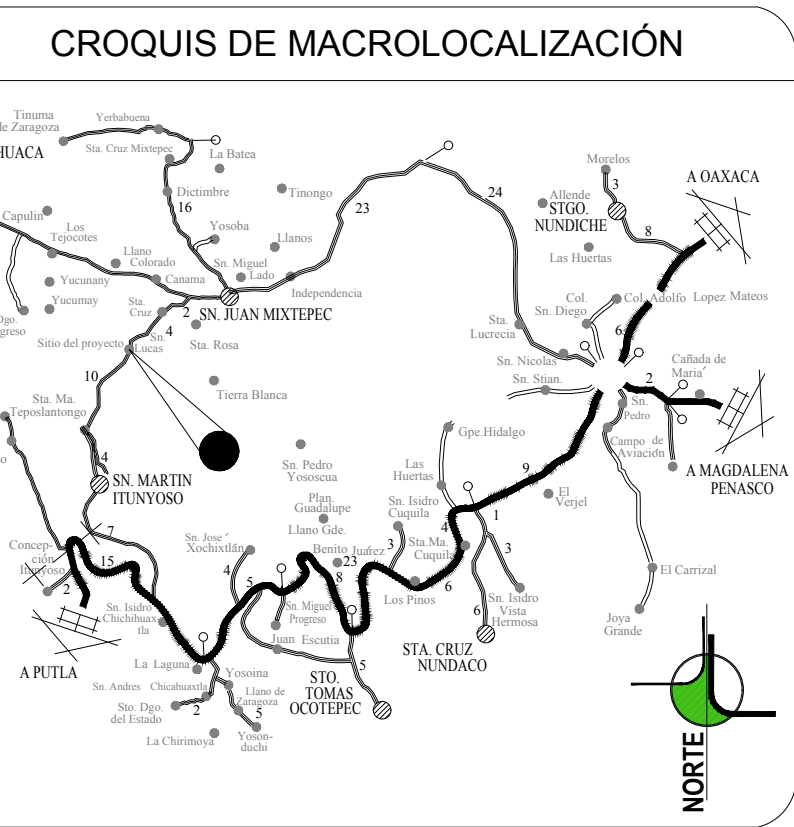 CROQUIS DE MACROLOCALIZACIÓN
Tinuma
de Zaragoza
Yerbabuena
HUACA
Sta. Cruz Mixtepec
La Batea
Morelos
3
A OAXACA
Dictimbre
16
Tinongo
23
24
Allende
STGO.
NUNDICHE
8
Capulin
Los
Tejocotes
Yosoba
Llanos
Las Huertas
Llano
Colorado
Sn. Miguel
Lado
Yucunany
Canama
Independencia
Yucumay
Sta.
Cruz
2
SN. JUAN MIXTEPEC
Col.
Sn. Diego
Col. Adolfo Lopez Mateos
Dgo.
greso
4
Sta.
Lucrecia
6
Sitio del proyecto
Sn.
Lucas
Sta. Rosa
Sn. Nicolas
Cañada de
Maria´
10
Sn. Stian.
2
Tierra Blanca
Sta. Ma.
Teposlantongo
Sn.
Pedro
Gpe.Hidalgo
Campo de
Aviación
o
4
Sn. Pedro
Yososcua
Las
Huertas
9
A MAGDALENA
PENASCO
SN. MARTIN
ITUNYOSO
Plan.
Guadalupe
Sn. Isidro
Cuquila
El
Verjel
1
7
Llano Gde.
4
Concep-
ción
Itunyoso
Sn. Jose´
Xochixtlán
Benito Juárez
23
3
Sta.Ma.
Cuquila
3
15
4
5
8
6
El Carrizal
2
Los Pinos
Sn. Isidro
Chichihuax-
tla
Sn. Miguel
Progreso
6
Sn. Isidro
Vista
Hermosa
Joya
Grande
Juan Escutia
STA. CRUZ
NUNDACO
A PUTLA
La Laguna
5
Yosoina
STO.
TOMAS
OCOTEPEC
Sn. Andres Chicahuaxtla
Llano de
Zaragoza
Sto. Dgo.
del Estado
2
5
La Chirimoya
Yoson-
duchi
NORTE